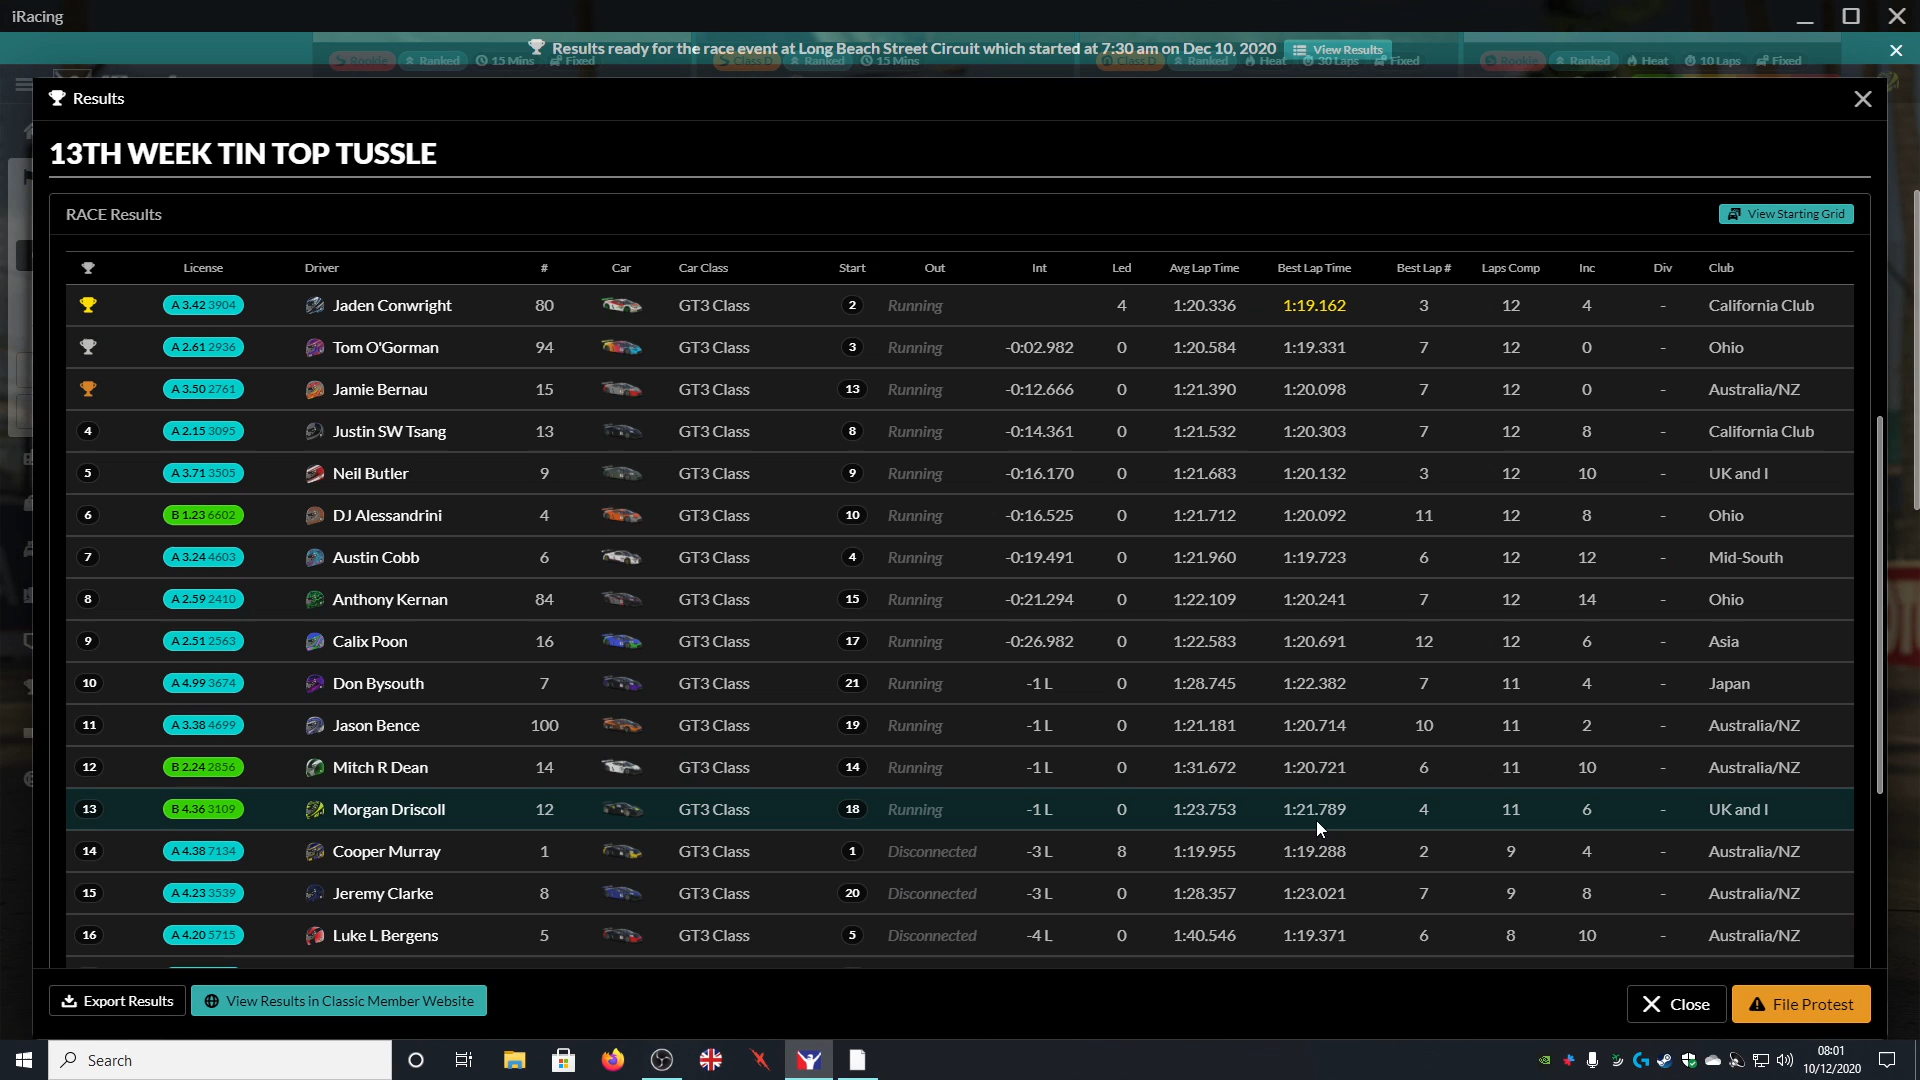 iRacing
Results ready for the race event at Long Beach Street Circuit which started at 7:30 am on Dec 10, 2020 View Results
Rookie Ranked 15 Mins Fixed Class D Ranked 15 Mins Class D Ranked Heat 30 Laps Fixed Rookie Ranked Heat 10 Laps Fixed
Results
13TH WEEK TIN TOP TUSSLE
RACE Results View Starting Grid
License Driver # Car Car Class Start Out Int Led Avg Lap Time Best Lap Time Best Lap # Laps Comp Inc Div Club
A 3.42 3904 Jaden Conwright 80 GT3 Class 2 Running 4 1:20.336 1:19.162 3 12 4 - California Club
A 2.61 2936 Tom O'Gorman 94 GT3 Class 3 Running -0:02.982 0 1:20.584 1:19.331 7 12 0 - Ohio
A 3.50 2761 Jamie Bernau 15 GT3 Class 13 Running -0:12.666 0 1:21.390 1:20.098 7 12 0 - Australia/NZ
4 A 2.15 3095 Justin SW Tsang 13 GT3 Class 8 Running -0:14.361 0 1:21.532 1:20.303 7 12 8 - California Club
5 A 3.71 3505 Neil Butler 9 GT3 Class 9 Running -0:16.170 0 1:21.683 1:20.132 3 12 10 - UK and I
6 B 1.23 6602 DJ Alessandrini 4 GT3 Class 10 Running -0:16.525 0 1:21.712 1:20.092 11 12 8 - Ohio
7 A 3.24 4603 Austin Cobb 6 GT3 Class 4 Running -0:19.491 0 1:21.960 1:19.723 6 12 12 - Mid-South
8 A 2.59 2410 Anthony Kernan 84 GT3 Class 15 Running -0:21.294 0 1:22.109 1:20.241 7 12 14 - Ohio
9 A 2.51 2563 Calix Poon 16 GT3 Class 17 Running -0:26.982 0 1:22.583 1:20.691 12 12 6 - Asia
10 A 4.99 3674 Don Bysouth 7 GT3 Class 21 Running -1 L 0 1:28.745 1:22.382 7 11 4 - Japan
11 A 3.38 4699 Jason Bence 100 GT3 Class 19 Running -1 L 0 1:21.181 1:20.714 10 11 2 - Australia/NZ
12 B 2.24 2856 Mitch R Dean 14 GT3 Class 14 Running -1 L 0 1:31.672 1:20.721 6 11 10 - Australia/NZ
13 B 4.36 3109 Morgan Driscoll 12 GT3 Class 18 Running -1 L 0 1:23.753 1:21.789 4 11 6 - UK and I
14 A 4.38 7134 Cooper Murray 1 GT3 Class 1 Disconnected -3 L 8 1:19.955 1:19.288 2 9 4 - Australia/NZ
15 A 4.23 3539 Jeremy Clarke 8 GT3 Class 20 Disconnected -3 L 0 1:28.357 1:23.021 7 9 8 - Australia/NZ
16 A 4.20 5715 Luke L Bergens 5 GT3 Class 5 Disconnected -4 L 0 1:40.546 1:19.371 6 8 10 - Australia/NZ
Export Results View Results in Classic Member Website Close File Protest
Search
08:01
10/12/2020